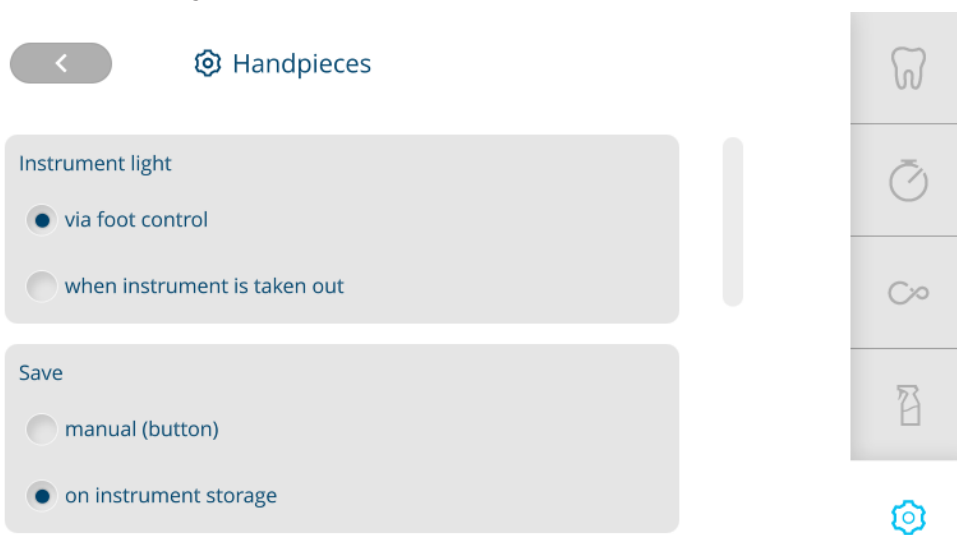 Handpieces
Instrument light
via foot control
when instrument is taken out
Save
manual (button)
on instrument storage